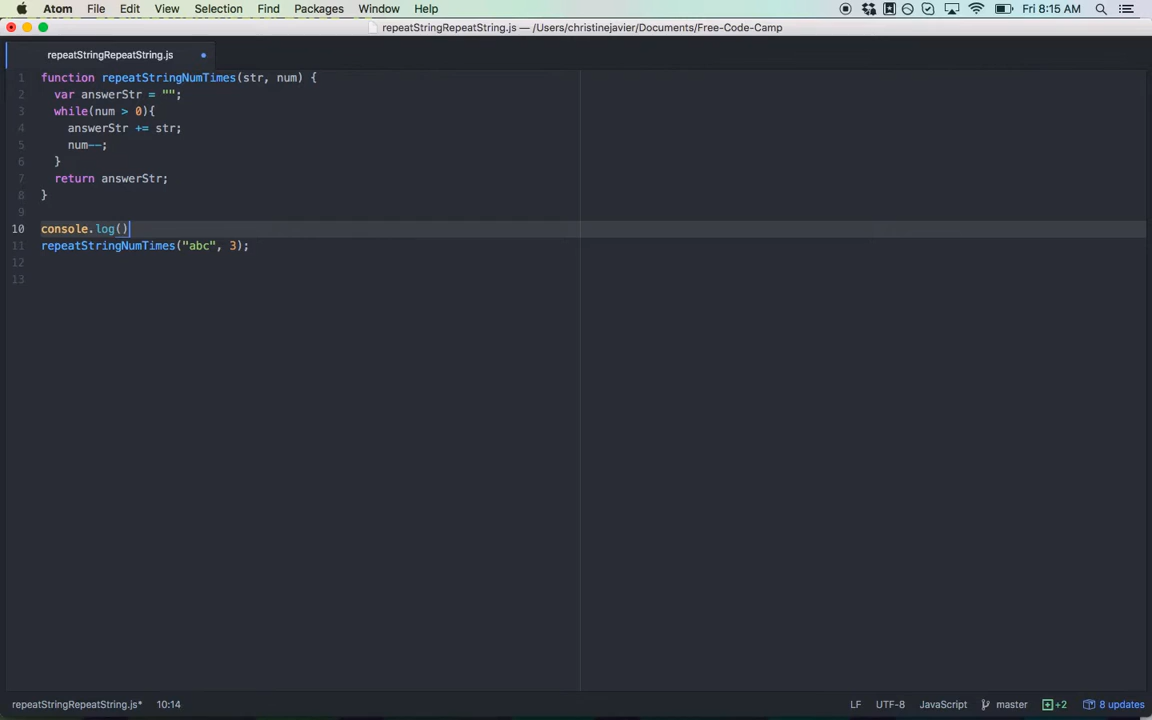 Atom File Edit View Selection Find Packages Window Help Fri 8:15 AM
repeatStringRepeatString.js — /Users/christinejavier/Documents/Free-Code-Camp
repeatStringRepeatString.js
1 function repeatStringNumTimes(str, num) {
2 var answerStr = "";
3 while(num > 0){
4 answerStr += str;
5 num--;
6 }
7 return answerStr;
8 }
9
10 console.log()
11 repeatStringNumTimes("abc", 3);
12
13
repeatStringRepeatString.js* 10:14 LF UTF-8 JavaScript master +2 8 updates